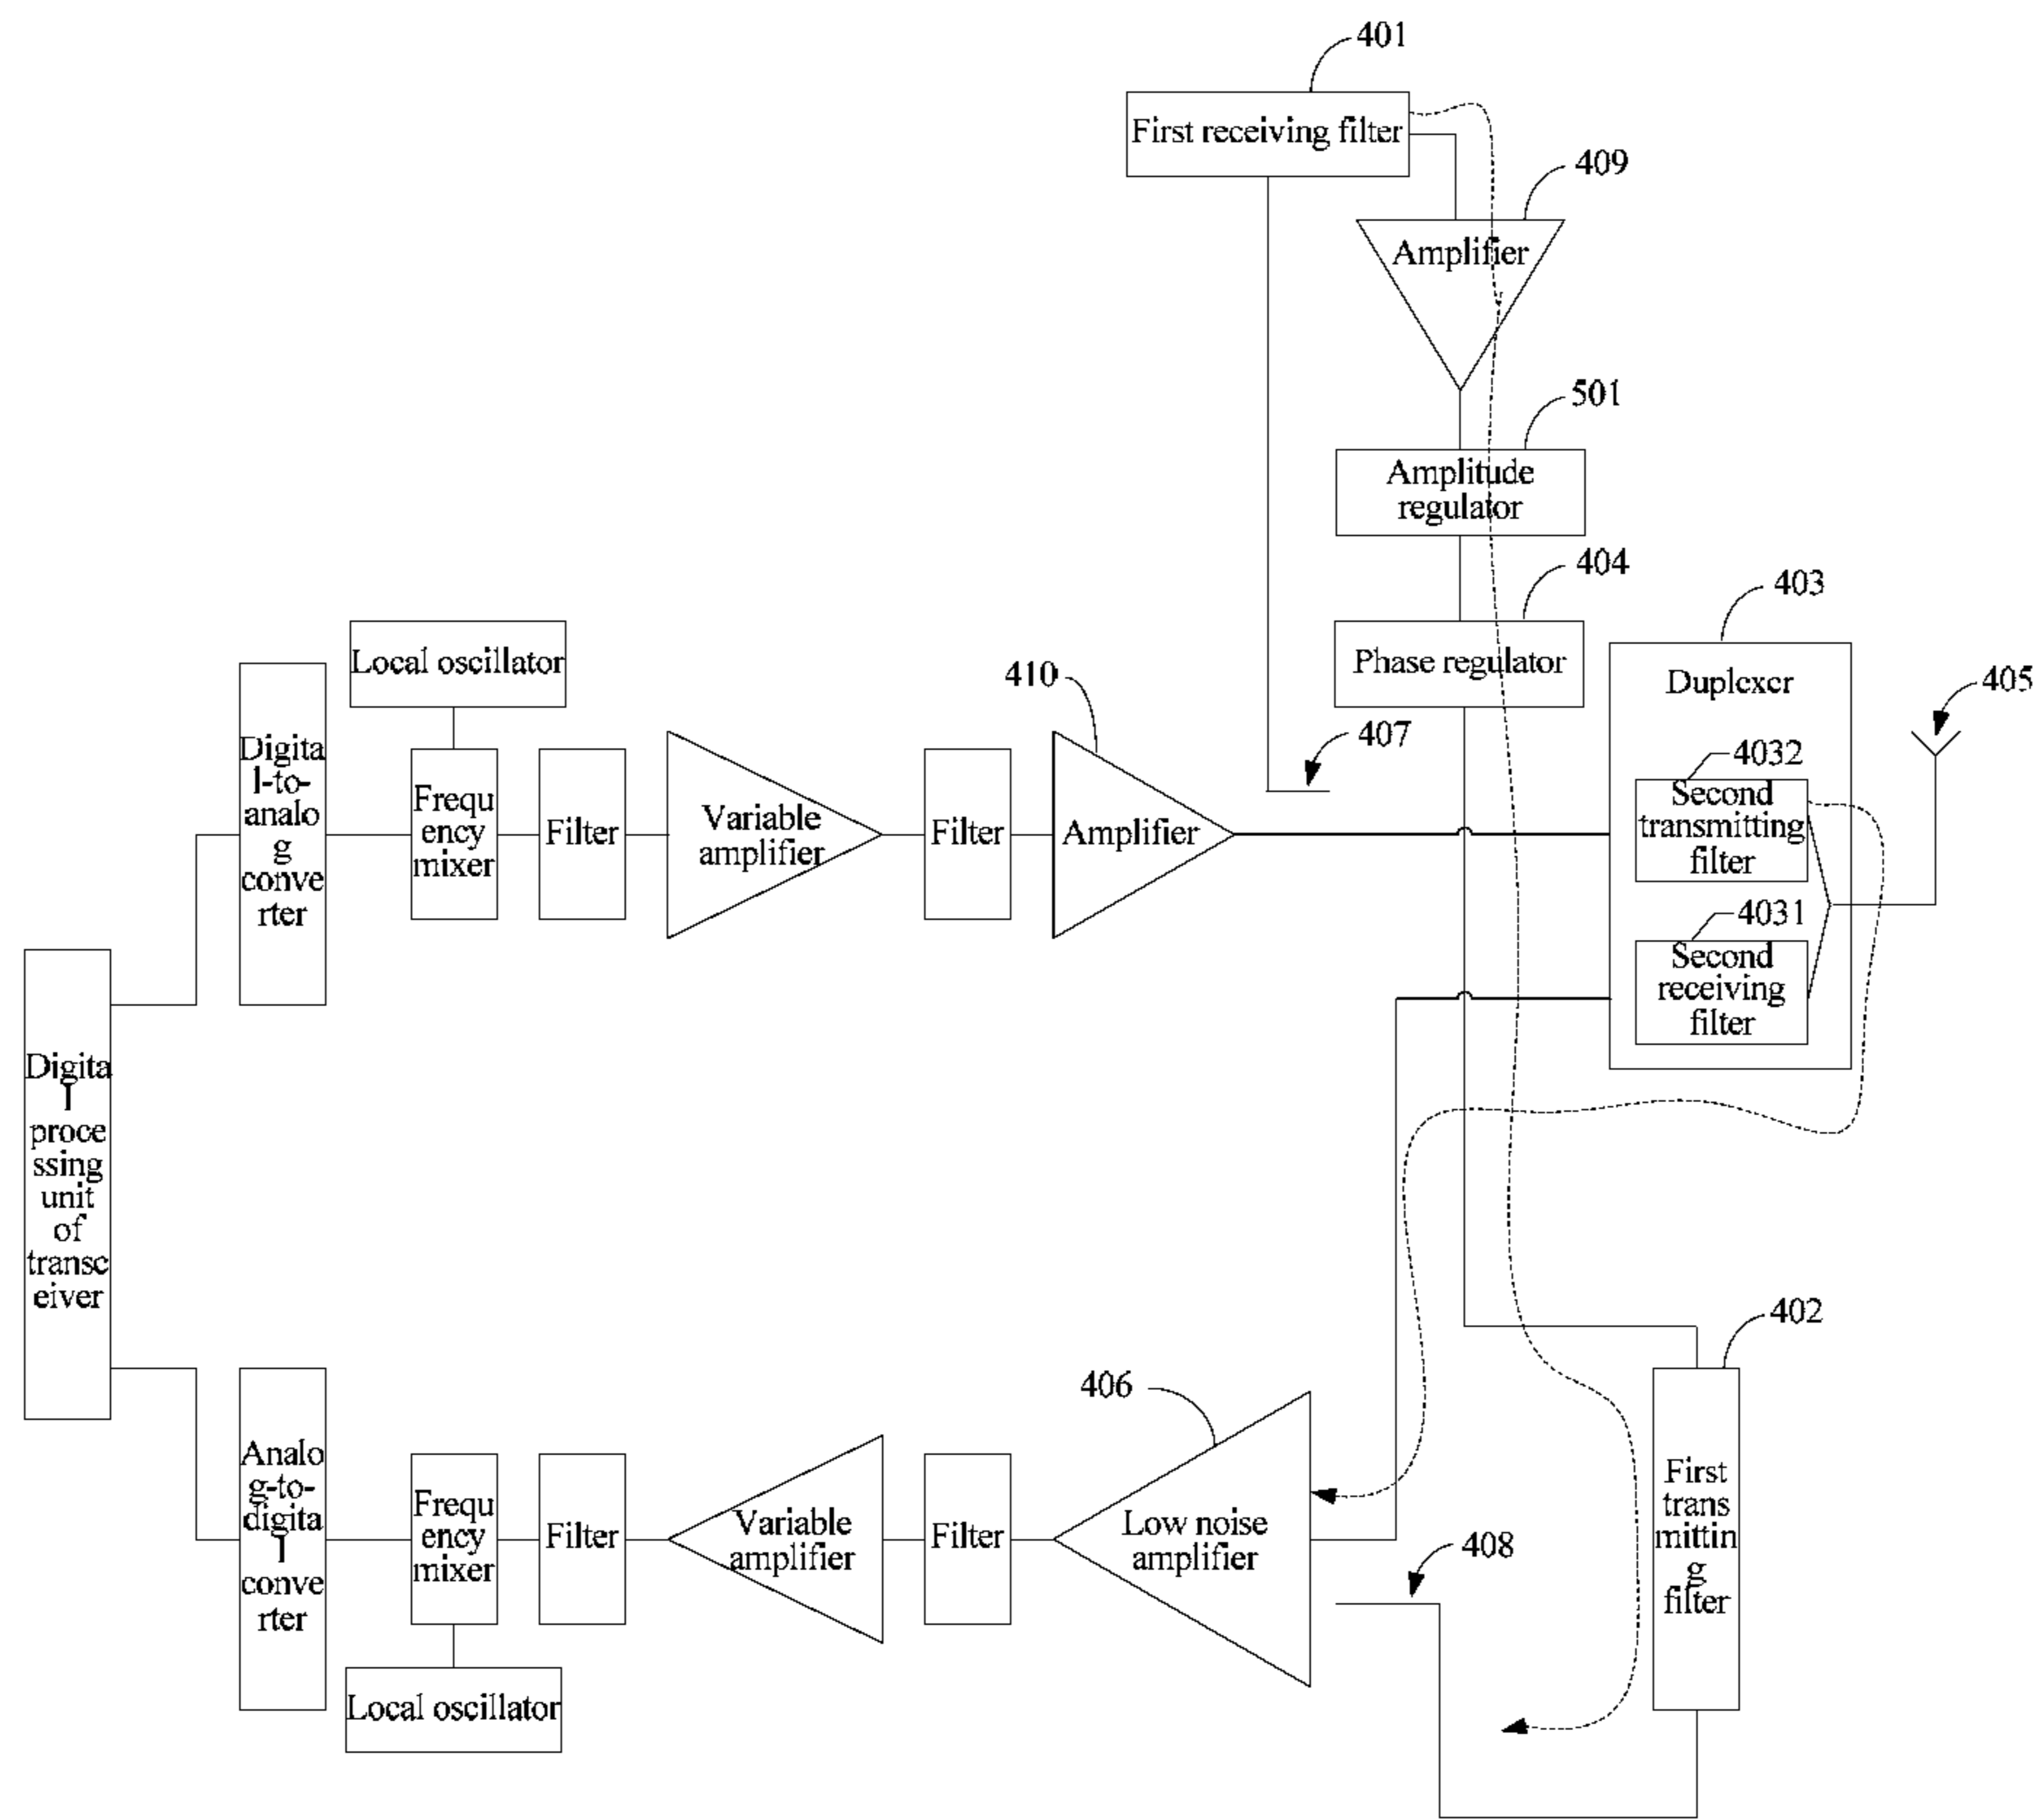 401
First receiving filter
409
Amplifier
501
Amplitude
regulator
404
Phase regulator
403
Duplexer
405
Local oscillator
410
407
4032
Second
transmitting
filter
Digita
l-to-
analo
g
conve
rter
Frequ
ency
mixer
Filter
Variable
amplifier
Filter
Amplifier
4031
Second
receiving
filter
Digita
l
proce
ssing
unit
of
transc
eiver
402
406
Analo
g-to-
digita
l
conve
rter
Frequ
ency
mixer
Filter
Variable
amplifier
Filter
Low noise
amplifier
408
First
trans
mittin
g
filter
Local oscillator